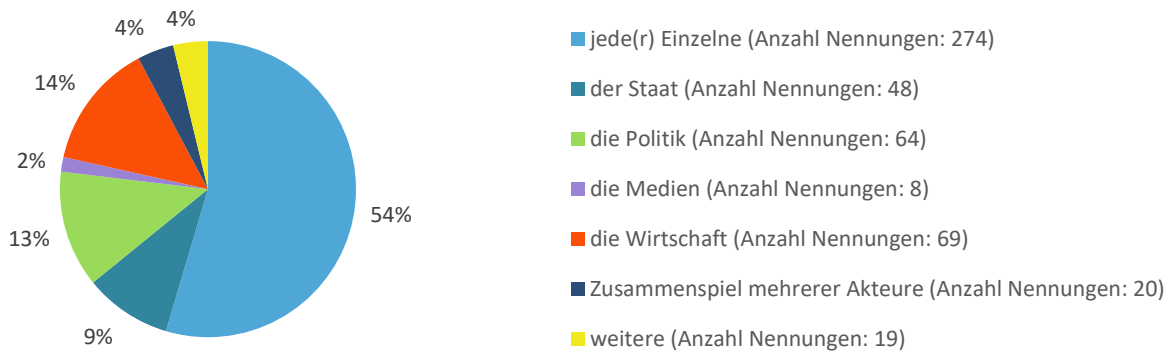 4%
4%
14%
2%
13%
9%
54%
jede(r) Einzelne (Anzahl Nennungen: 274)
der Staat (Anzahl Nennungen: 48)
die Politik (Anzahl Nennungen: 64)
die Medien (Anzahl Nennungen: 8)
die Wirtschaft (Anzahl Nennungen: 69)
Zusammenspiel mehrerer Akteure (Anzahl Nennungen: 20)
weitere (Anzahl Nennungen: 19)